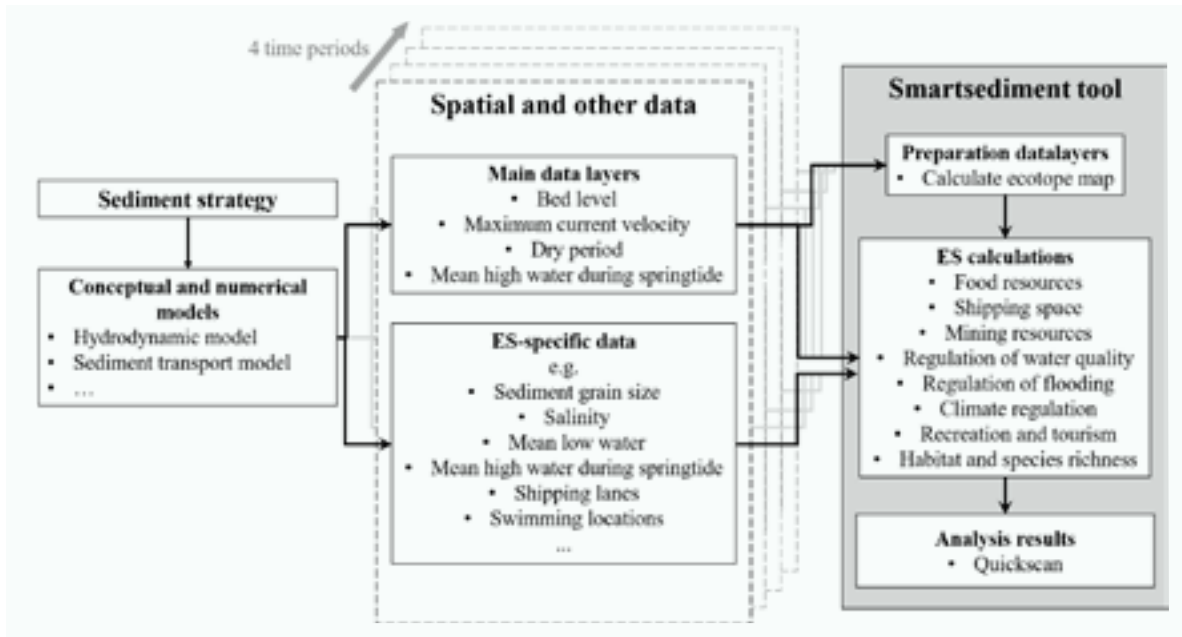 4 time periods
Spatial and other data
Smartsediment tool
Sediment strategy
Conceptual and numerical
models
• Hydrodynamic model
• Sediment transport model
• ...
Main data layers
• Bed level
• Maximum current velocity
• Dry period
• Mean high water during springtide
ES-specific data
e.g.
• Sediment grain size
• Salinity
• Mean low water
• Mean high water during springtide
• Shipping lanes
• Swimming locations
...
Preparation datalayers
• Calculate ecotope map
ES calculations
• Food resources
• Shipping space
• Mining resources
• Regulation of water quality
• Regulation of flooding
• Climate regulation
• Recreation and tourism
• Habitat and species richness
Analysis results
• Quickscan